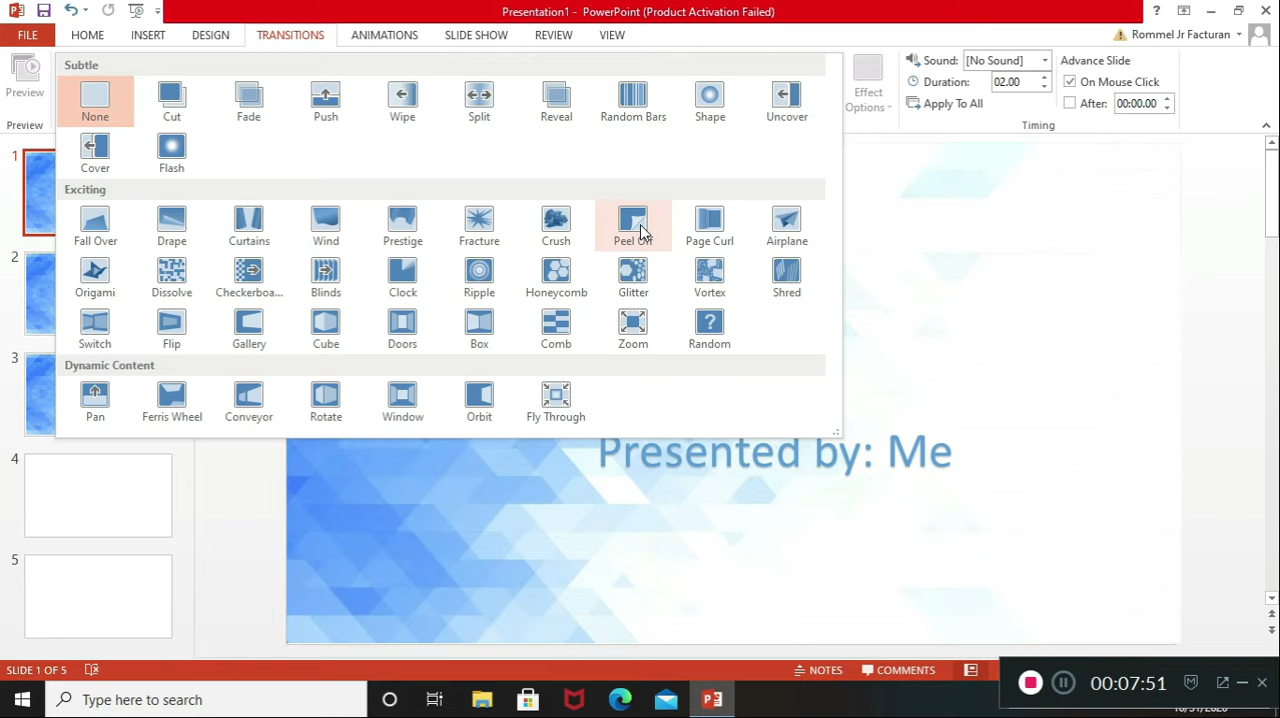 Presentation1 - PowerPoint (Product Activation Failed)
FILE HOME INSERT DESIGN TRANSITIONS ANIMATIONS SLIDE SHOW REVIEW VIEW Rommel Jr Facturan
Preview
Preview
Subtle
None Cut Fade Push Wipe Split Reveal Random Bars Shape Uncover
Cover Flash
Exciting
Fall Over Drape Curtains Wind Prestige Fracture Crush Peel Off Page Curl Airplane
Origami Dissolve Checkerboa... Blinds Clock Ripple Honeycomb Glitter Vortex Shred
Switch Flip Gallery Cube Doors Box Comb Zoom Random
Dynamic Content
Pan Ferris Wheel Conveyor Rotate Window Orbit Fly Through
Effect
Options
Sound: [No Sound] Advance Slide
Duration: 02.00 On Mouse Click
Apply To All After: 00:00.00
Timing
1
2
3
4
5
Presented by: Me
SLIDE 1 OF 5 NOTES COMMENTS
Type here to search
00:07:51